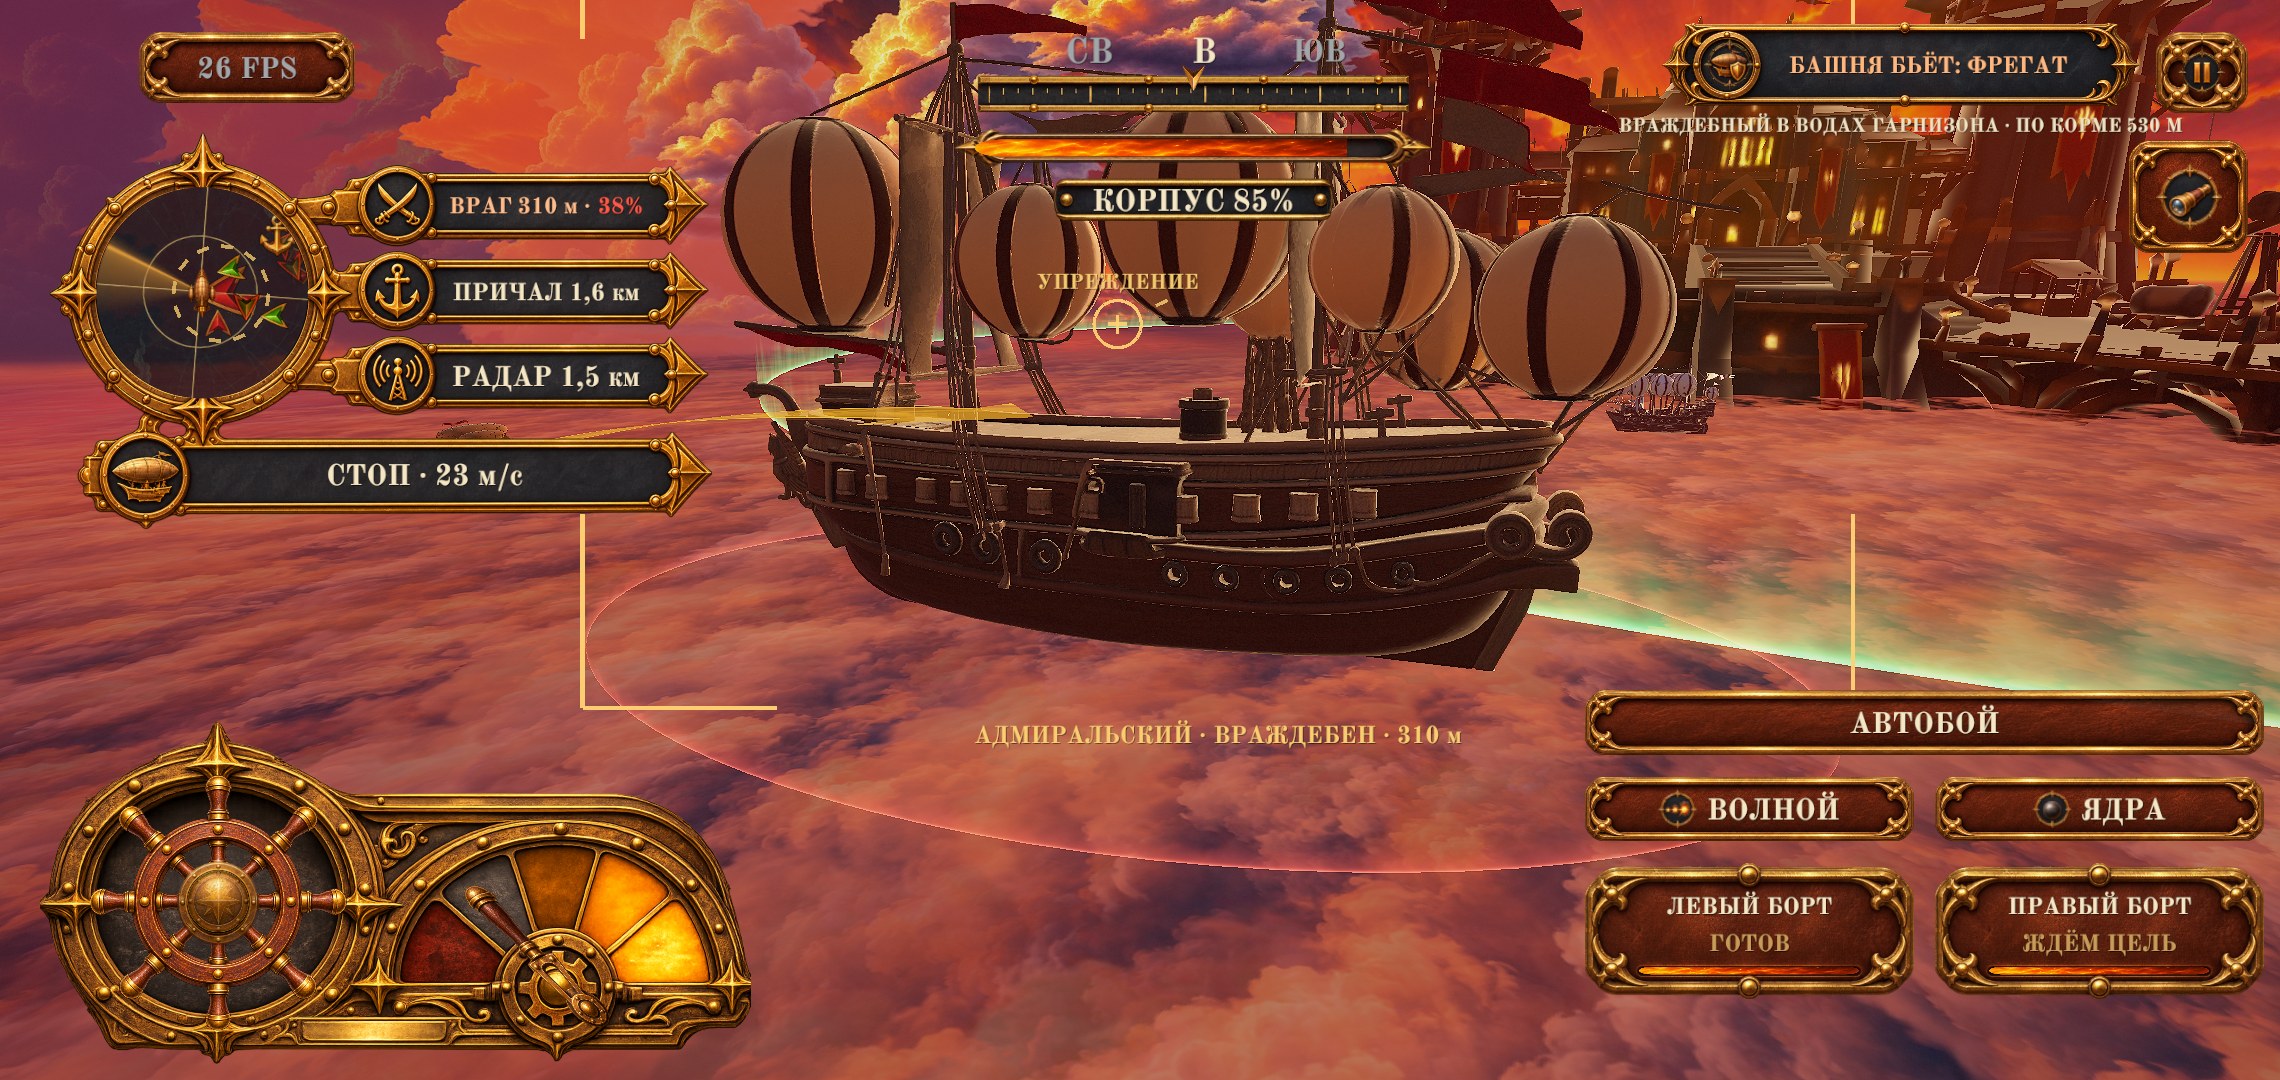 26 FPS
СВ В ЮВ
БАШНЯ БЬЁТ: ФРЕГАТ
ВРАЖДЕБНЫЙ В ВОДАХ ГАРНИЗОНА · ПО КОРМЕ 530 М
КОРПУС 85%
ВРАГ 310 м · 38%
ПРИЧАЛ 1,6 км
РАДАР 1,5 км
СТОП · 23 м/с
УПРЕЖДЕНИЕ
АДМИРАЛЬСКИЙ · ВРАЖДЕБЕН · 310 м
АВТОБОЙ
ВОЛНОЙ
ЯДРА
ЛЕВЫЙ БОРТ
ГОТОВ
ПРАВЫЙ БОРТ
ЖДЁМ ЦЕЛЬ